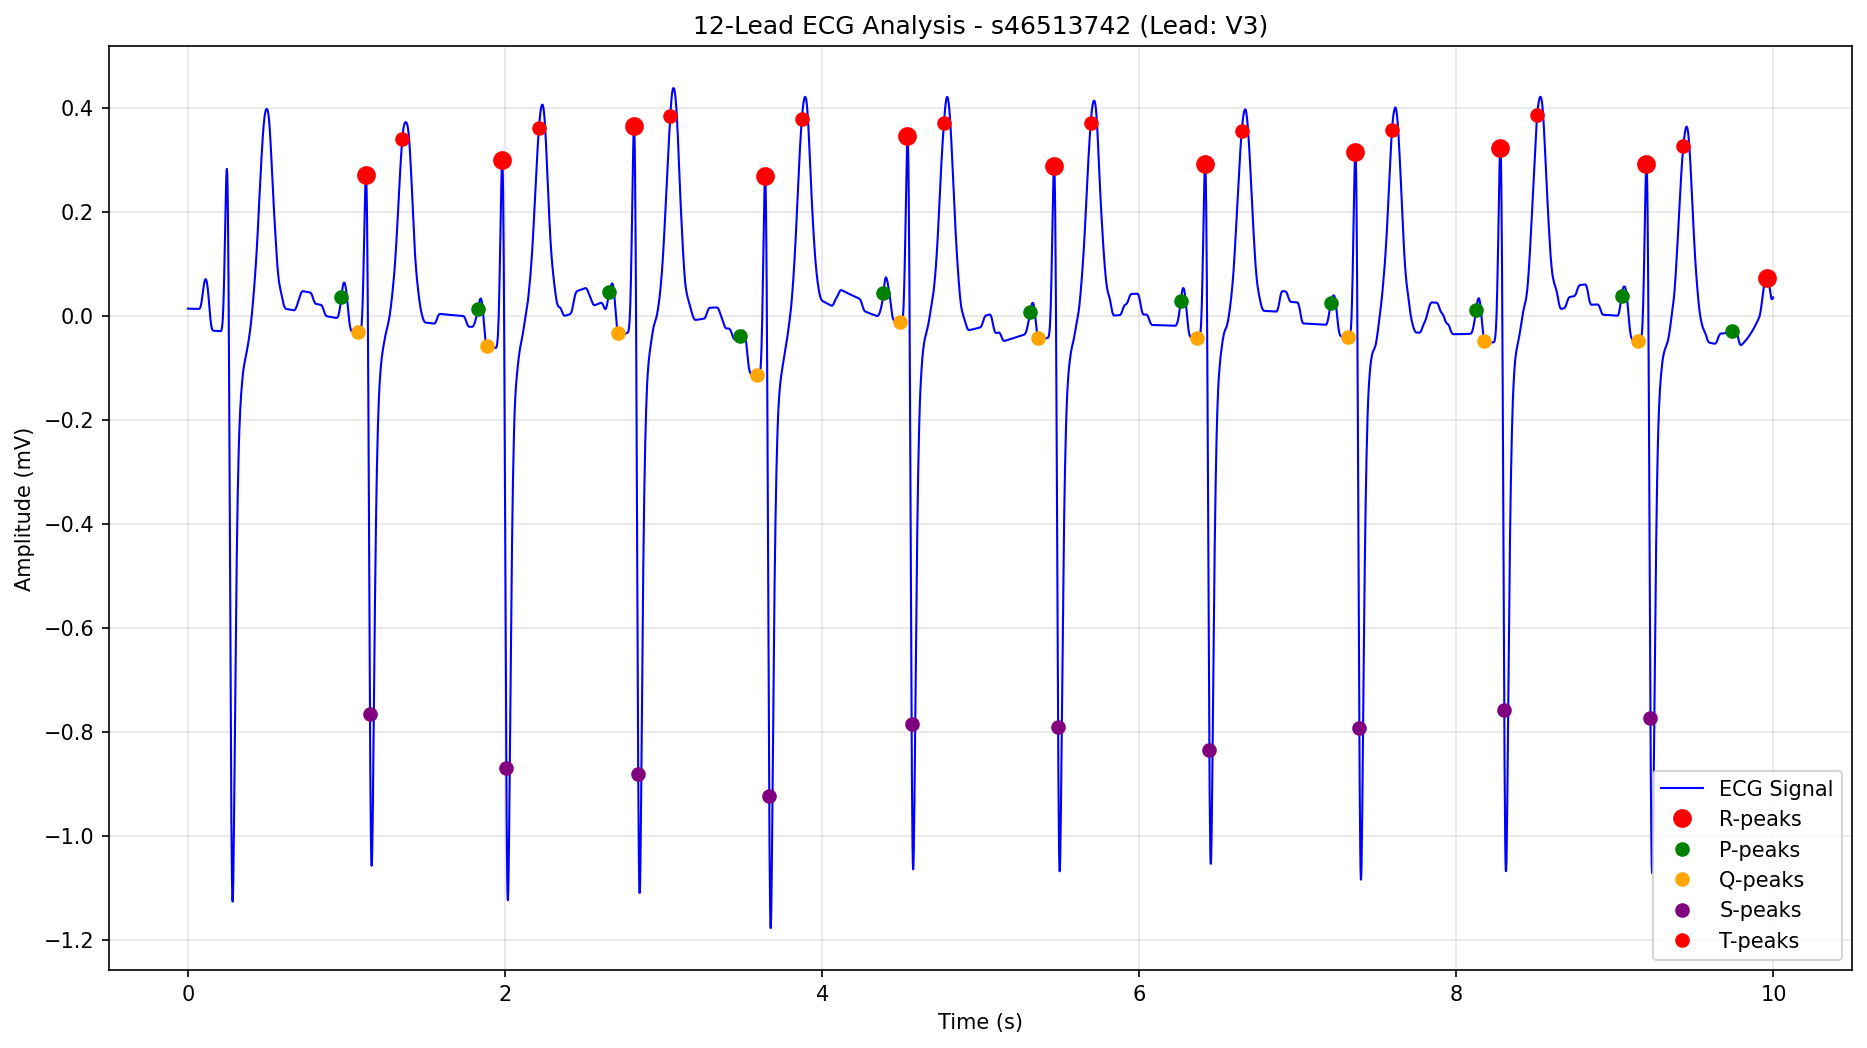 12-Lead ECG Analysis - s46513742 (Lead: V3)
Amplitude (mV)
0.4
0.2
0.0
−0.2
−0.4
−0.6
−0.8
−1.0
−1.2
ECG Signal
R-peaks
P-peaks
Q-peaks
S-peaks
T-peaks
0 2 4 6 8 10
Time (s)